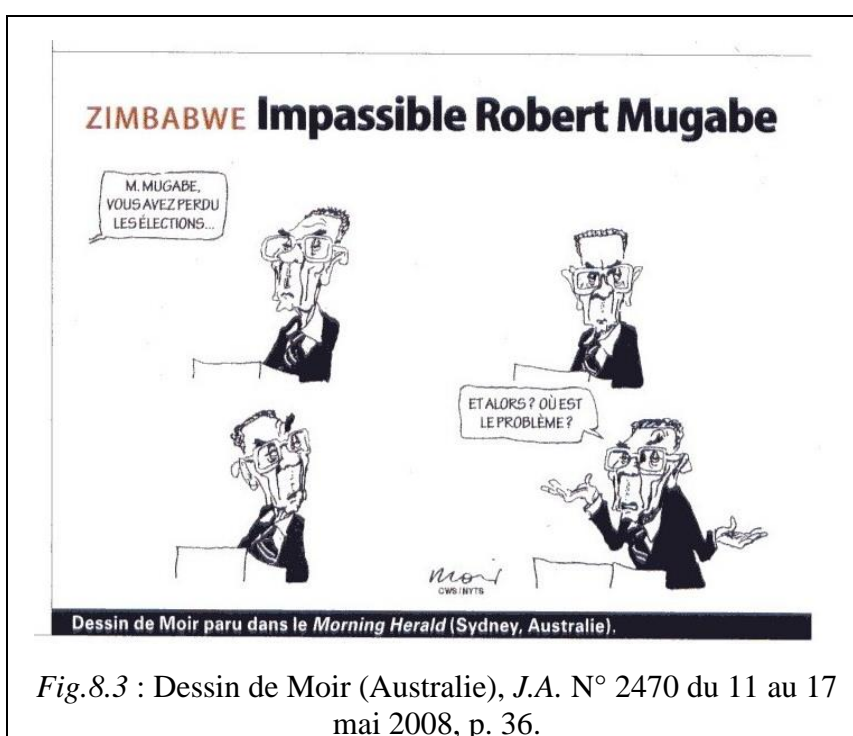 ZIMBABWE Impassible Robert Mugabe
M. MUGABE,
VOUS AVEZ PERDU
LES ÉLECTIONS...
ET ALORS ? OÙ EST
LE PROBLÈME ?
Moir
CWS/NYTS
Dessin de Moir paru dans le Morning Herald (Sydney, Australie).
Fig.8.3 : Dessin de Moir (Australie), J.A. N° 2470 du 11 au 17
mai 2008, p. 36.